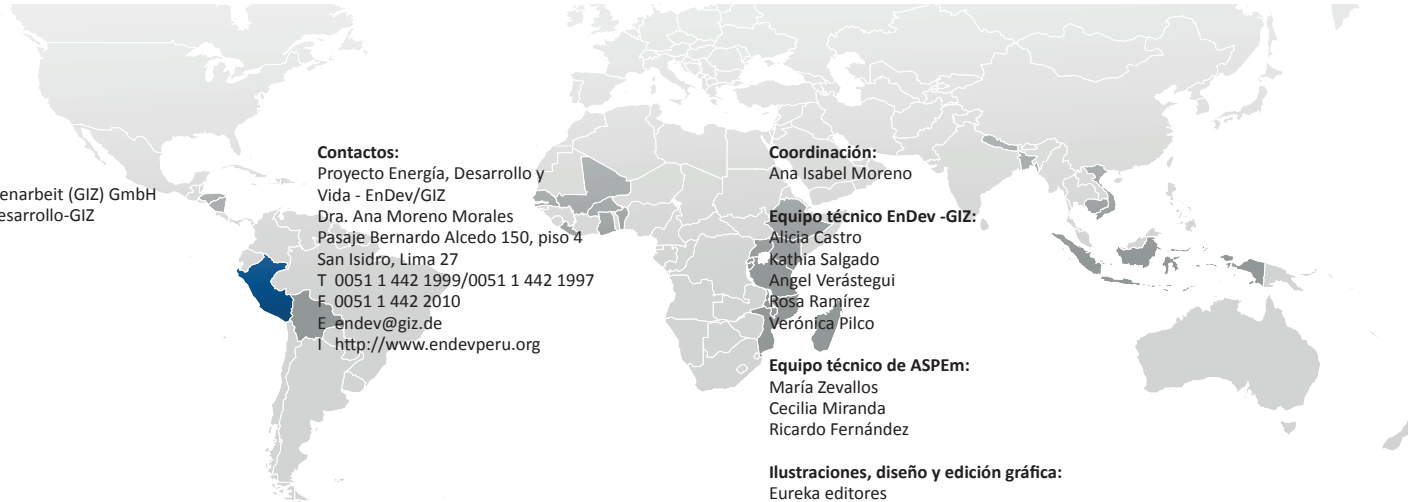 enarbeit (GIZ) GmbH
esarrollo-GIZ
Contactos:
Proyecto Energía, Desarrollo y
Vida - EnDev/GIZ
Dra. Ana Moreno Morales
Pasaje Bernardo Alcedo 150, piso 4
San Isidro, Lima 27
T 0051 1 442 1999/0051 1 442 1997
F 0051 1 442 2010
E endev@giz.de
I http://www.endevperu.org
Coordinación:
Ana Isabel Moreno
Equipo técnico EnDev -GIZ:
Alicia Castro
Kathia Salgado
Angel Verástegui
Rosa Ramírez
Verónica Pilco
Equipo técnico de ASPEm:
María Zevallos
Cecilia Miranda
Ricardo Fernández
Ilustraciones, diseño y edición gráfica:
Eureka editores